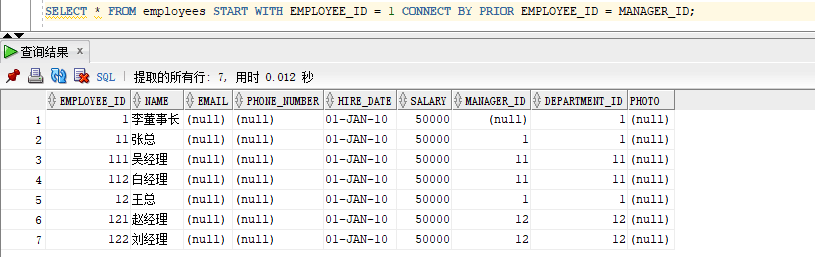 SELECT * FROM employees START WITH EMPLOYEE_ID = 1 CONNECT BY PRIOR EMPLOYEE_ID = MANAGER_ID;
查询结果 x
SQL | 提取的所有行: 7, 用时 0.012 秒
EMPLOYEE_ID NAME EMAIL PHONE_NUMBER HIRE_DATE SALARY MANAGER_ID DEPARTMENT_ID PHOTO
1 1 李董事长 (null) (null) 01-JAN-10 50000 (null) 1 (null)
2 11 张总 (null) (null) 01-JAN-10 50000 1 1 (null)
3 111 吴经理 (null) (null) 01-JAN-10 50000 11 11 (null)
4 112 白经理 (null) (null) 01-JAN-10 50000 11 11 (null)
5 12 王总 (null) (null) 01-JAN-10 50000 1 1 (null)
6 121 赵经理 (null) (null) 01-JAN-10 50000 12 12 (null)
7 122 刘经理 (null) (null) 01-JAN-10 50000 12 12 (null)